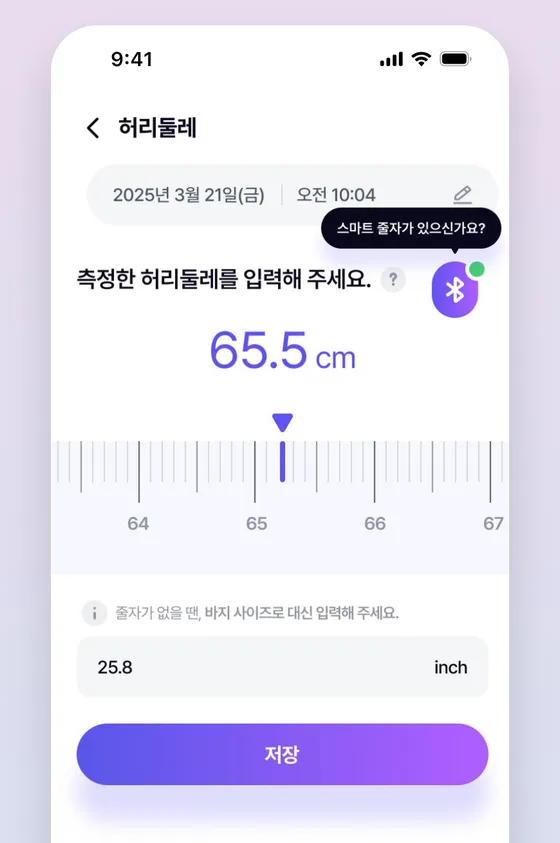 9:41
허리둘레
2025년 3월 21일(금) 오전 10:04
스마트 줄자가 있으신가요?
측정한 허리둘레를 입력해 주세요. ?
65.5 cm
64 65 66 67
i 줄자가 없을 땐, 바지 사이즈로 대신 입력해 주세요.
25.8 inch
저장